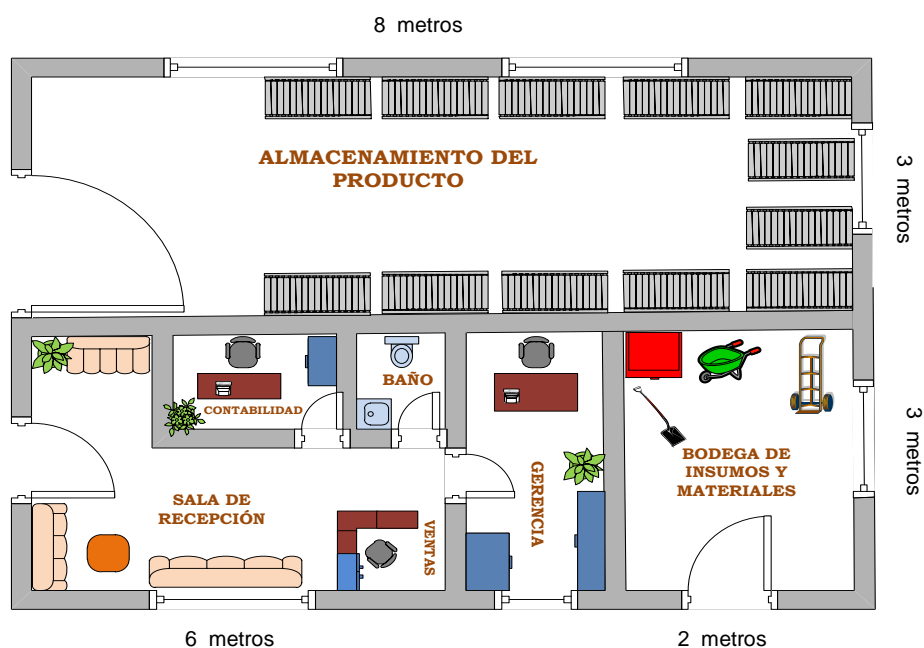 8 metros
ALMACENAMIENTO DEL
PRODUCTO
3 metros
CONTABILIDAD
BAÑO
SALA DE
RECEPCIÓN
VENTAS
GERENCIA
BODEGA DE
INSUMOS Y
MATERIALES
3 metros
6 metros
2 metros